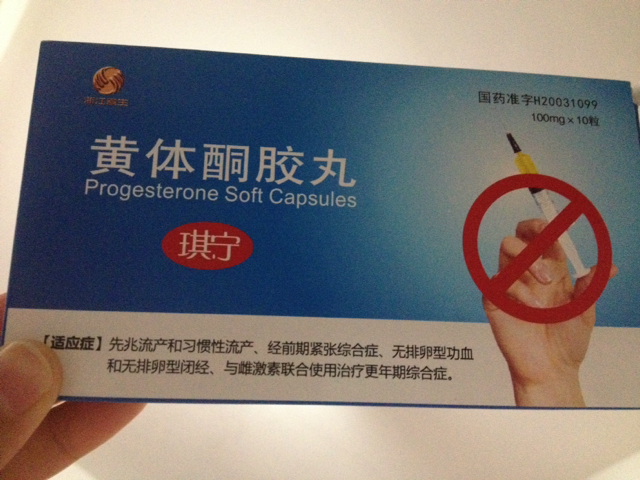 国药准字H20031099
100mg×10粒
黄体酮胶丸
Progesterone Soft Capsules
琪宁
【适应症】先兆流产和习惯性流产、经前期紧张综合症、无排卵型功血
和无排卵型闭经、与雌激素联合使用治疗更年期综合症。